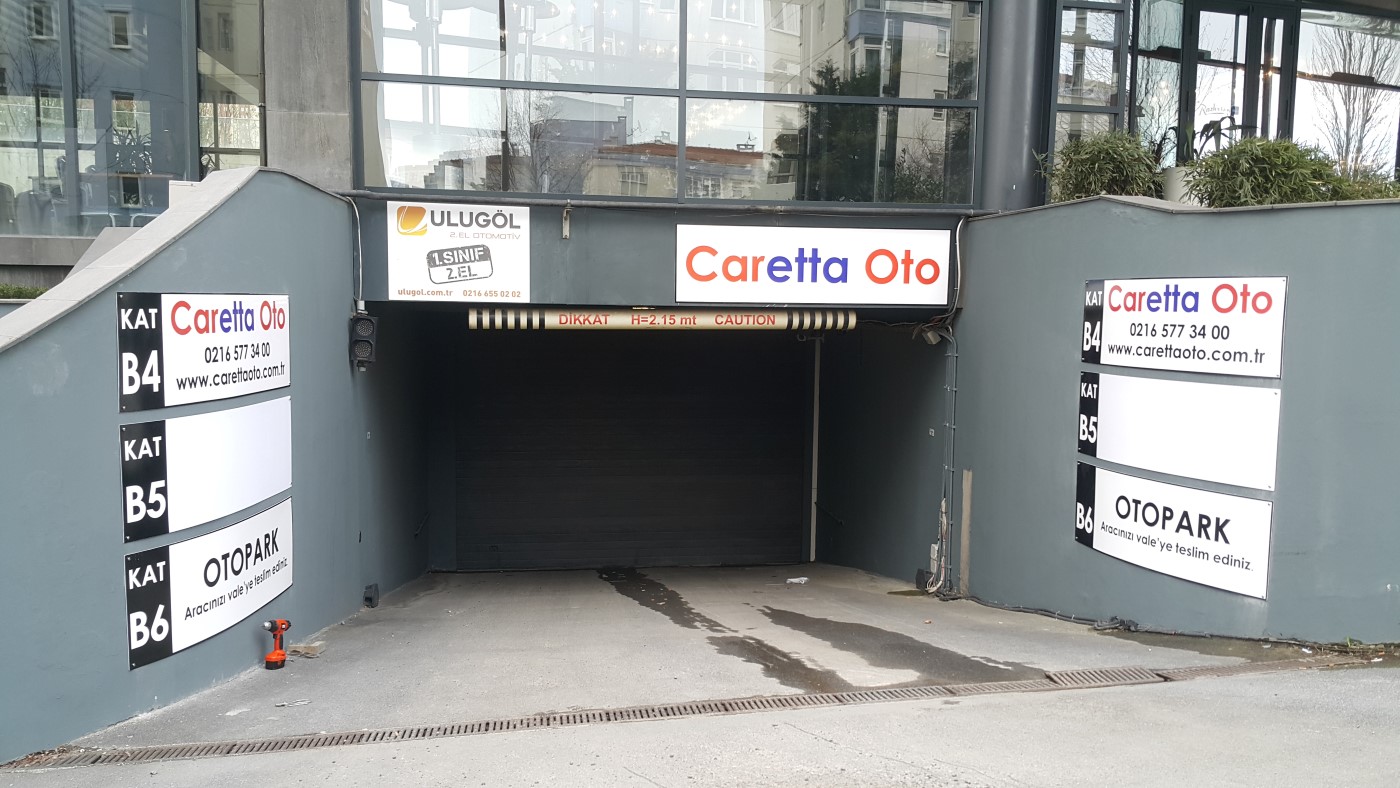 ULUGÖL
2.EL OTOMOTİV
1.SINIF
2.EL
ulugol.com.tr 0216 655 02 02
Caretta Oto
DİKKAT H=2.15 mt CAUTION
KAT
B4
Caretta Oto
0216 577 34 00
www.carettaoto.com.tr
KAT
B5
KAT
B6
OTOPARK
Aracınızı vale'ye teslim ediniz.
KAT
B4
Caretta Oto
0216 577 34 00
www.carettaoto.com.tr
KAT
B5
KAT
B6
OTOPARK
Aracınızı vale'ye teslim ediniz.